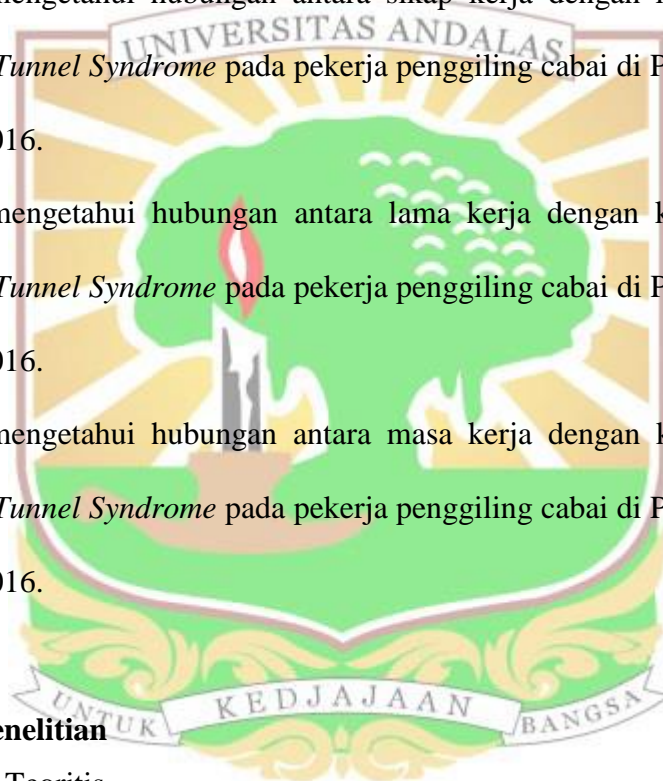 mengetahui hubungan antara sikap kerja dengan
UNIVERSITAS ANDALAS
Tunnel Syndrome pada pekerja penggiling cabai di P
016.
mengetahui hubungan antara lama kerja dengan k
Tunnel Syndrome pada pekerja penggiling cabai di P
016.
mengetahui hubungan antara masa kerja dengan k
Tunnel Syndrome pada pekerja penggiling cabai di P
016.
UNTUK KEDJAJAAN BANGSA
enelitian
Teoritis